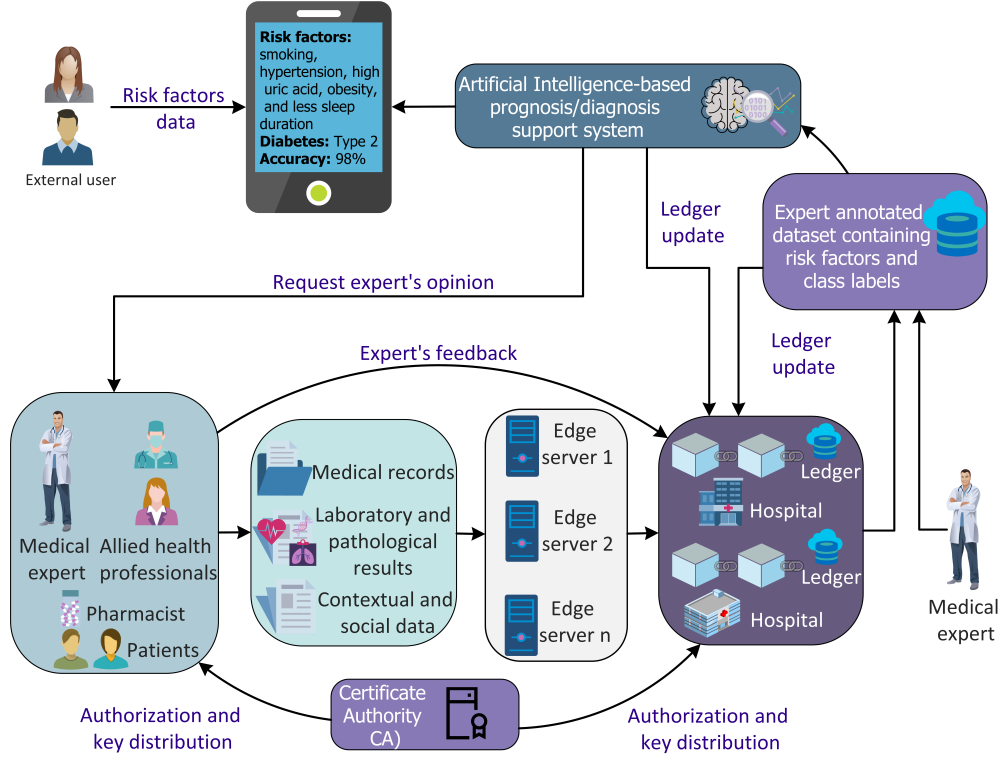 Risk factors:
smoking,
hypertension, high
uric acid, obesity,
and less sleep
duration
Diabetes: Type 2
Accuracy: 98%
Risk factors
data
External user
Artificial Intelligence-based
prognosis/diagnosis
support system
0101
01001
0100
Expert annotated
dataset containing
risk factors and
class labels
Ledger
update
Request expert's opinion
Ledger
update
Expert's feedback
Medical
expert
Allied health
professionals
Pharmacist
Patients
Medical records
Laboratory and
pathological
results
Contextual and
social data
Edge
server 1
Edge
server 2
Edge
server n
Ledger
Hospital
Ledger
Hospital
Medical
expert
Certificate
Authority
CA)
Authorization and
key distribution
Authorization and
key distribution